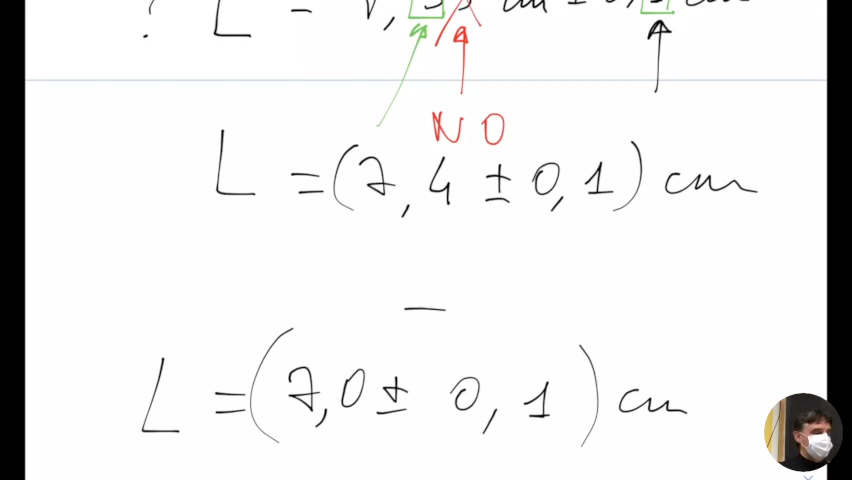 ? L =
NO
L = (7,4 ± 0,1) cm
L = (7,0 ± 0,1) cm